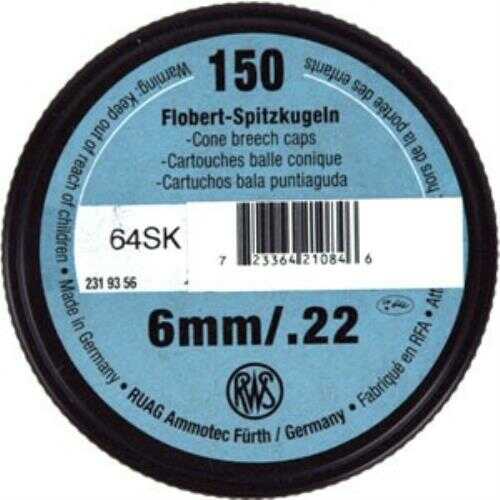 150
Flobert-Spitzkugeln
-Cone breech caps
-Cartouches balle conique
-Cartuchos bala puntiaguda
64SK
7 23364 21084 6
231 93 56
6mm/.22
RWS
Warning: Keep out of reach of children • Made in Germany • RUAG Ammotec Fürth / Germany • Fabriqué en RFA •
hors de la portée des enfants